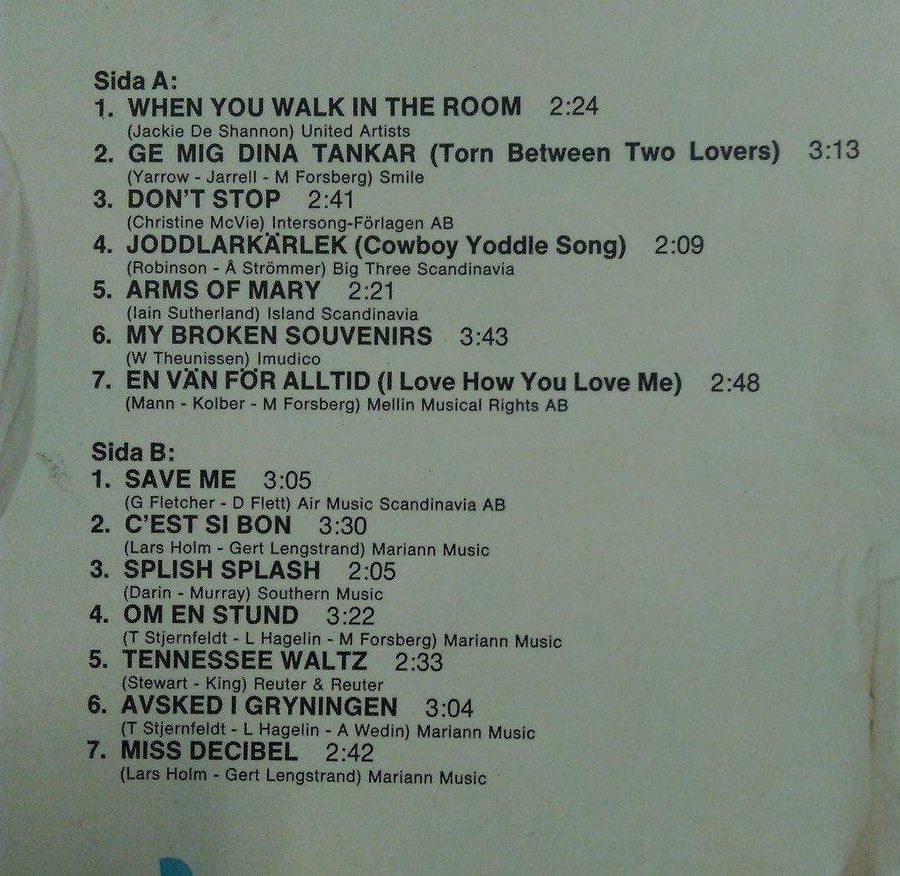 Sida A:
1. WHEN YOU WALK IN THE ROOM 2:24
(Jackie De Shannon) United Artists
2. GE MIG DINA TANKAR (Torn Between Two Lovers) 3:13
(Yarrow - Jarrell - M Forsberg) Smile
3. DON'T STOP 2:41
(Christine McVie) Intersong-Förlagen AB
4. JODDLARKÄRLEK (Cowboy Yoddle Song) 2:09
(Robinson - Å Strömmer) Big Three Scandinavia
5. ARMS OF MARY 2:21
(Iain Sutherland) Island Scandinavia
6. MY BROKEN SOUVENIRS 3:43
(W Theunissen) Imudico
7. EN VÄN FÖR ALLTID (I Love How You Love Me) 2:48
(Mann - Kolber - M Forsberg) Mellin Musical Rights AB
Sida B:
1. SAVE ME 3:05
(G Fletcher - D Flett) Air Music Scandinavia AB
2. C'EST SI BON 3:30
(Lars Holm - Gert Lengstrand) Mariann Music
3. SPLISH SPLASH 2:05
(Darin - Murray) Southern Music
4. OM EN STUND 3:22
(T Stjernfeldt - L Hagelin - M Forsberg) Mariann Music
5. TENNESSEE WALTZ 2:33
(Stewart - King) Reuter & Reuter
6. AVSKED I GRYNINGEN 3:04
(T Stjernfeldt - L Hagelin - A Wedin) Mariann Music
7. MISS DECIBEL 2:42
(Lars Holm - Gert Lengstrand) Mariann Music